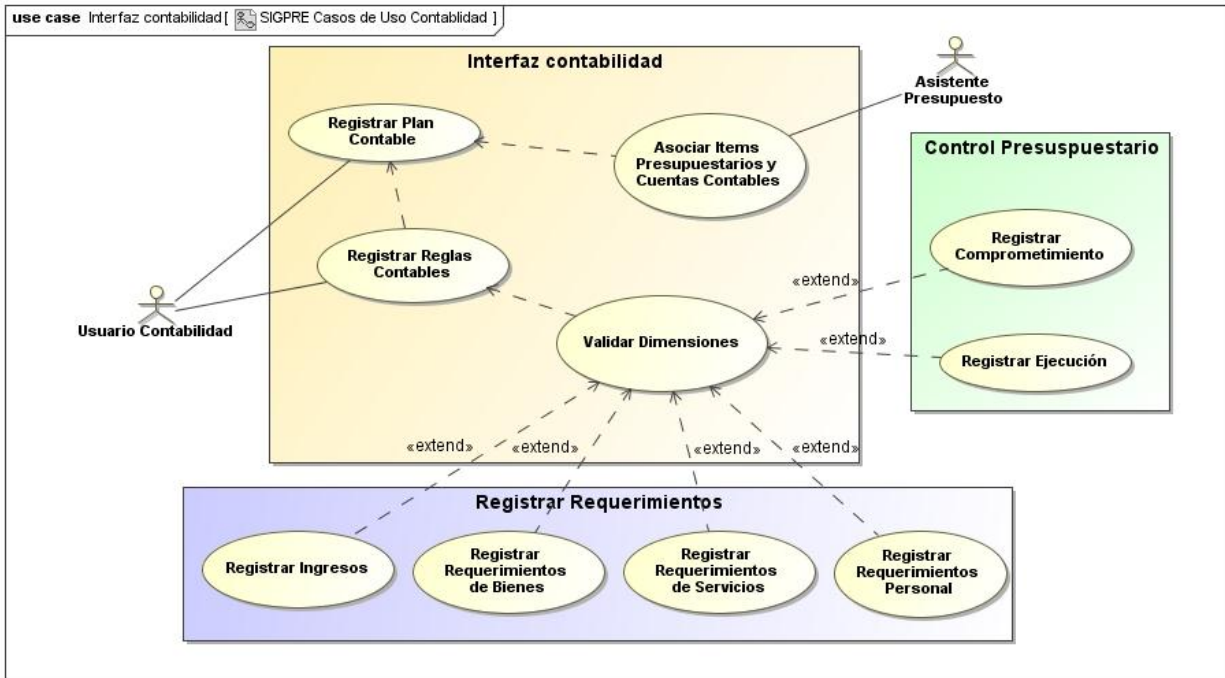 use case Interfaz contabilidad [ SIGPRE Casos de Uso Contablidad ]
Interfaz contabilidad
Asistente
Presupuesto
Registrar Plan
Contable
Asociar Items
Presupuestarios y
Cuentas Contables
Control Presuspuestario
Registrar
Comprometimiento
Registrar Reglas
Contables
«extend»
Usuario Contabilidad
Validar Dimensiones
«extend»
Registrar Ejecución
«extend»
«extend»
«extend»
«extend»
Registrar Requerimientos
Registrar Ingresos
Registrar
Requerimientos
de Bienes
Registrar
Requerimientos
de Servicios
Registrar
Requerimientos
Personal